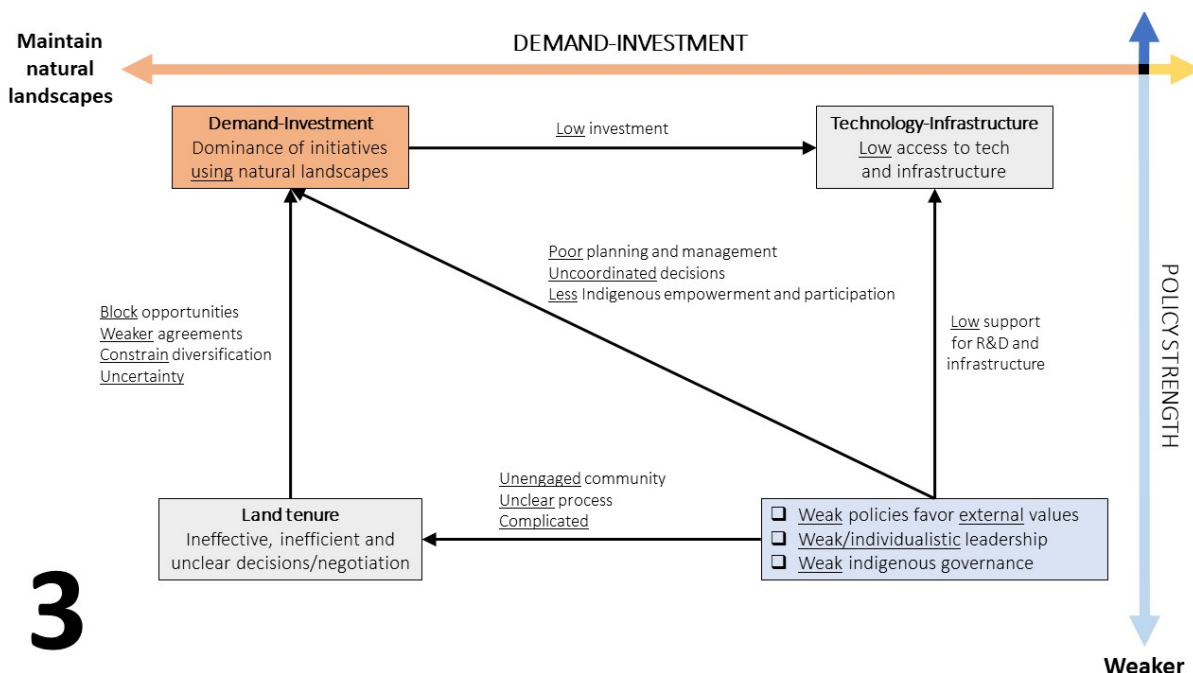 Maintain
natural
landscapes
DEMAND-INVESTMENT
Demand-Investment
Dominance of initiatives
using natural landscapes
Low investment
Technology-Infrastructure
Low access to tech
and infrastructure
Poor planning and management
Uncoordinated decisions
Less Indigenous empowerment and participation
Block opportunities
Weaker agreements
Constrain diversification
Uncertainty
Low support
for R&D and
infrastructure
POLICY STRENGTH
Unengaged community
Unclear process
Complicated
Land tenure
Ineffective, inefficient and
unclear decisions/negotiation
Weak policies favor external values
Weak/individualistic leadership
Weak indigenous governance
3
Weaker